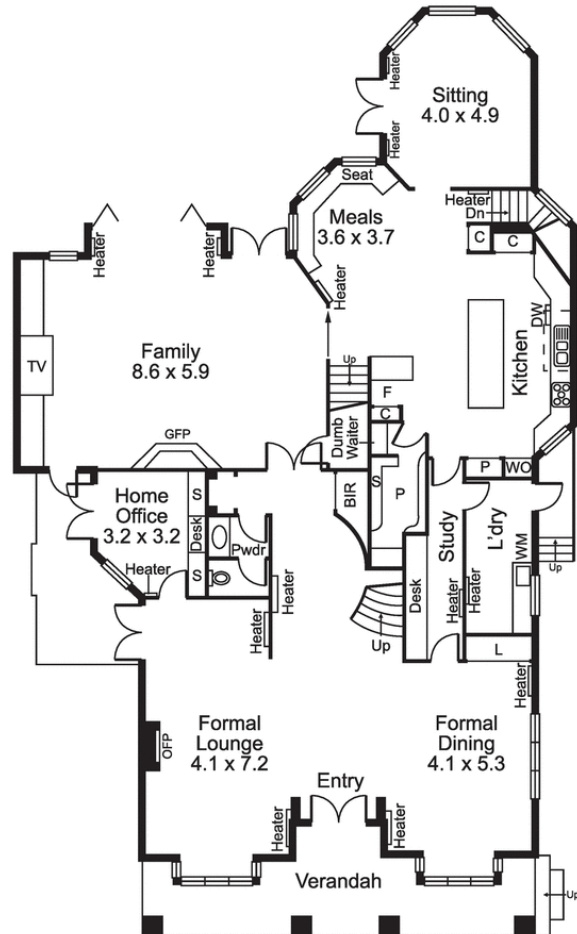 Heater
Sitting
4.0 x 4.9
Heater
Seat
Heater
Dn
Meals
3.6 x 3.7
C
C
Heater
Heater
Heater
DW
Kitchen
Family
8.6 x 5.9
TV
Up
F
C
GFP
Dumb
Waiter
P
WO
Home
Office
3.2 x 3.2
S
Desk
S
BIR
S
P
Study
L'dry
WM
Pwdr
Up
Heater
Heater
Heater
Desk
Heater
Heater
Up
L
Heater
Formal
Lounge
4.1 x 7.2
OFP
Formal
Dining
4.1 x 5.3
Entry
Heater
Heater
Verandah
Up